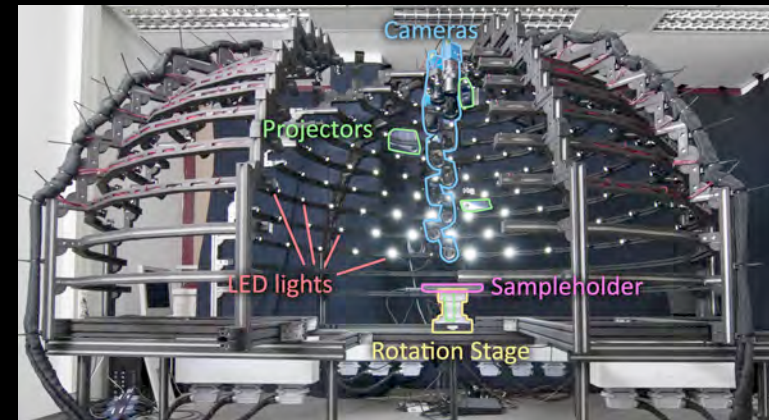 Cameras
Projectors
LED lights
Sampleholder
Rotation Stage